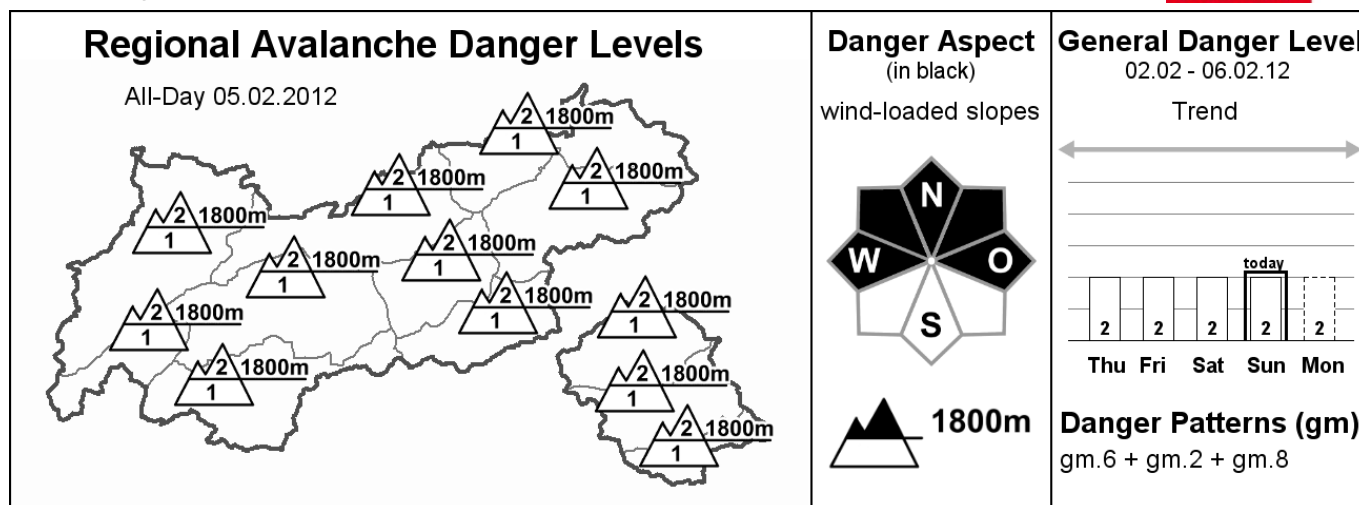 Regional Avalanche Danger Levels
All-Day 05.02.2012
2 1800m
1
2 1800m
1
2 1800m
1
2 1800m
1
2 1800m
1
2 1800m
1
2 1800m
1
2 1800m
1
2 1800m
1
2 1800m
1
2 1800m
1
2 1800m
1
Danger Aspect
(in black)
wind-loaded slopes
N
W O
S
1800m
General Danger Level
02.02 - 06.02.12
Trend
today
2 2 2 2 2
Thu Fri Sat Sun Mon
Danger Patterns (gm)
gm.6 + gm.2 + gm.8